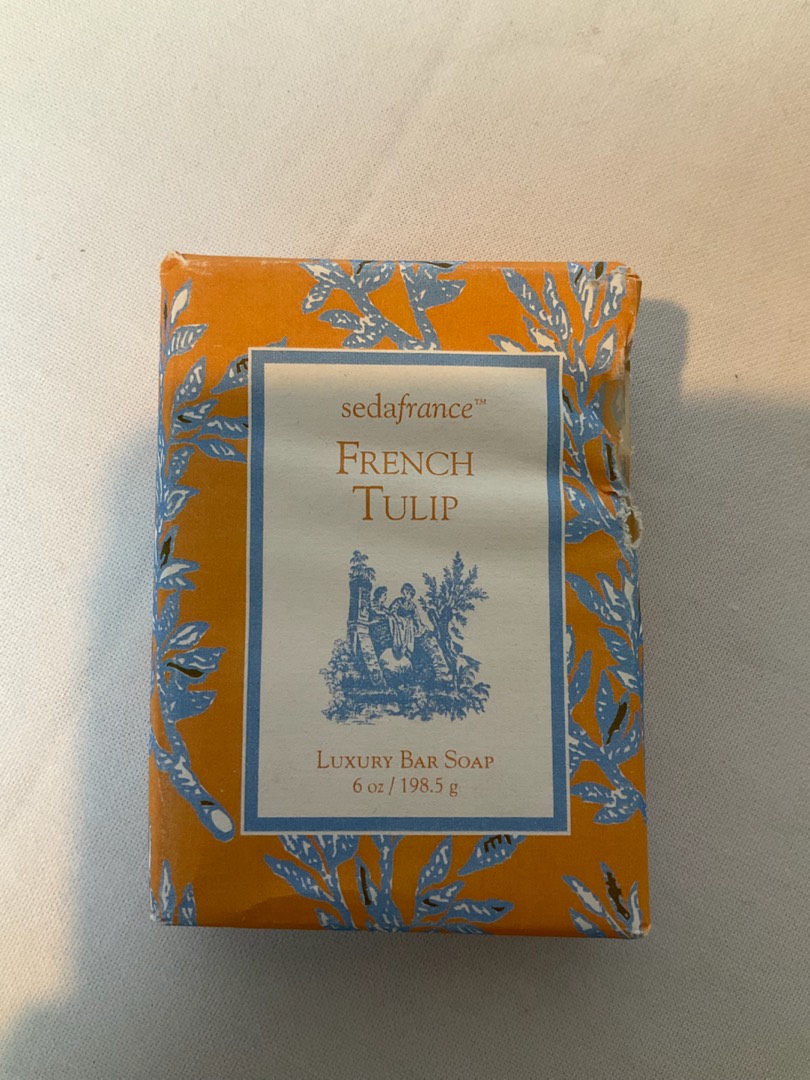 sedafrance™
FRENCH
TULIP
LUXURY BAR SOAP
6 oz / 198.5 g